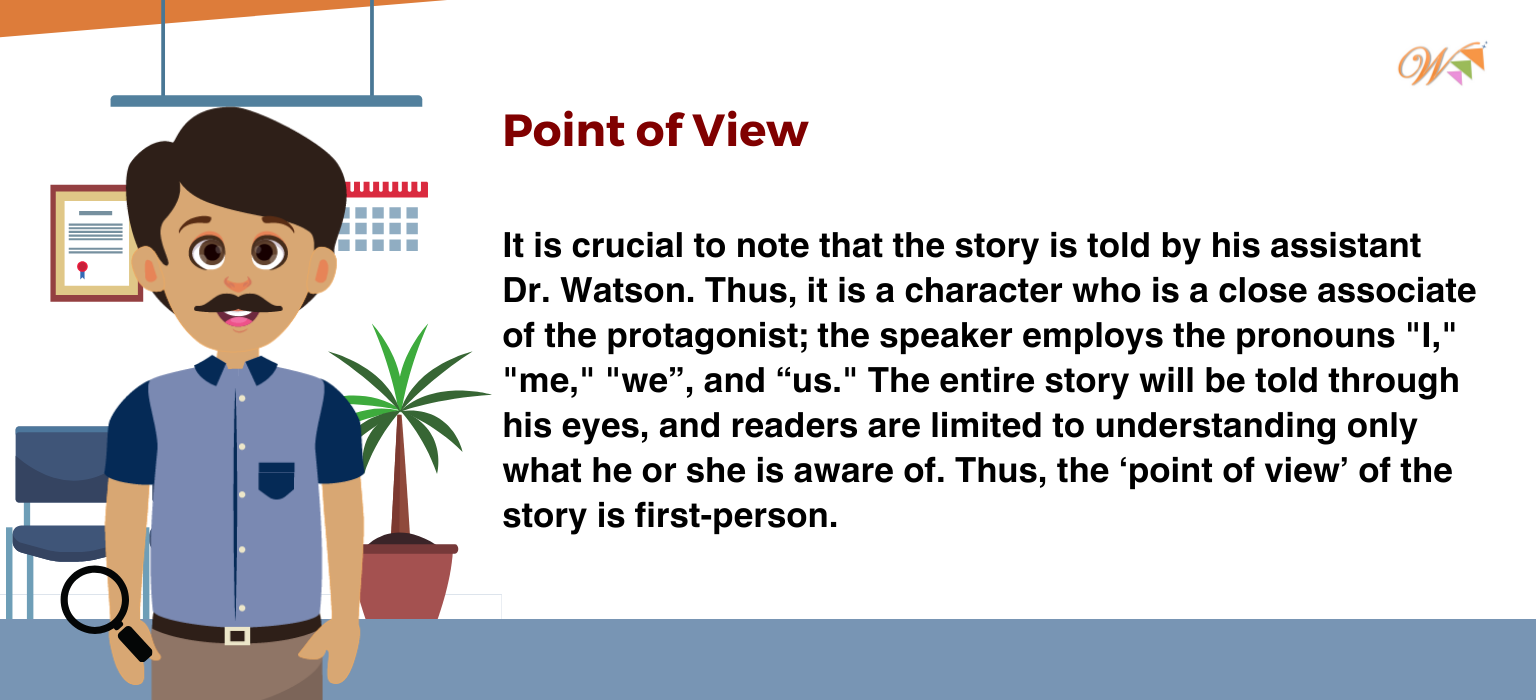 W
Point of View
It is crucial to note that the story is told by his assistant
Dr. Watson. Thus, it is a character who is a close associate
of the protagonist; the speaker employs the pronouns "I,"
"me," "we”, and “us." The entire story will be told through
his eyes, and readers are limited to understanding only
what he or she is aware of. Thus, the ‘point of view’ of the
story is first-person.